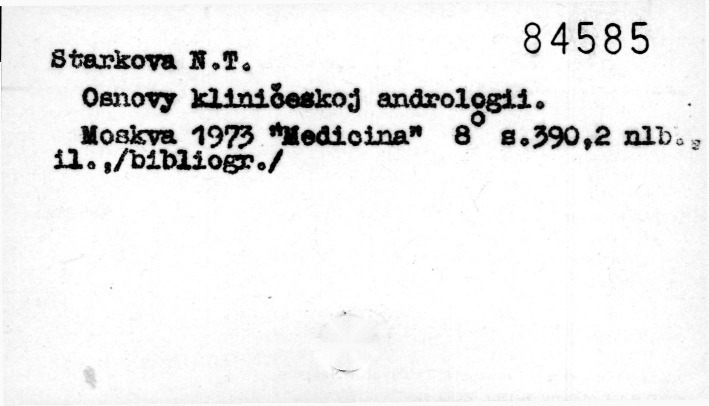 84585
Starkova N.T.
Osnovy kliničeskoj andrologii.
Moskva 1973 "Medicina" 8° s.390,2 nlb.,
il.,/bibliogr./